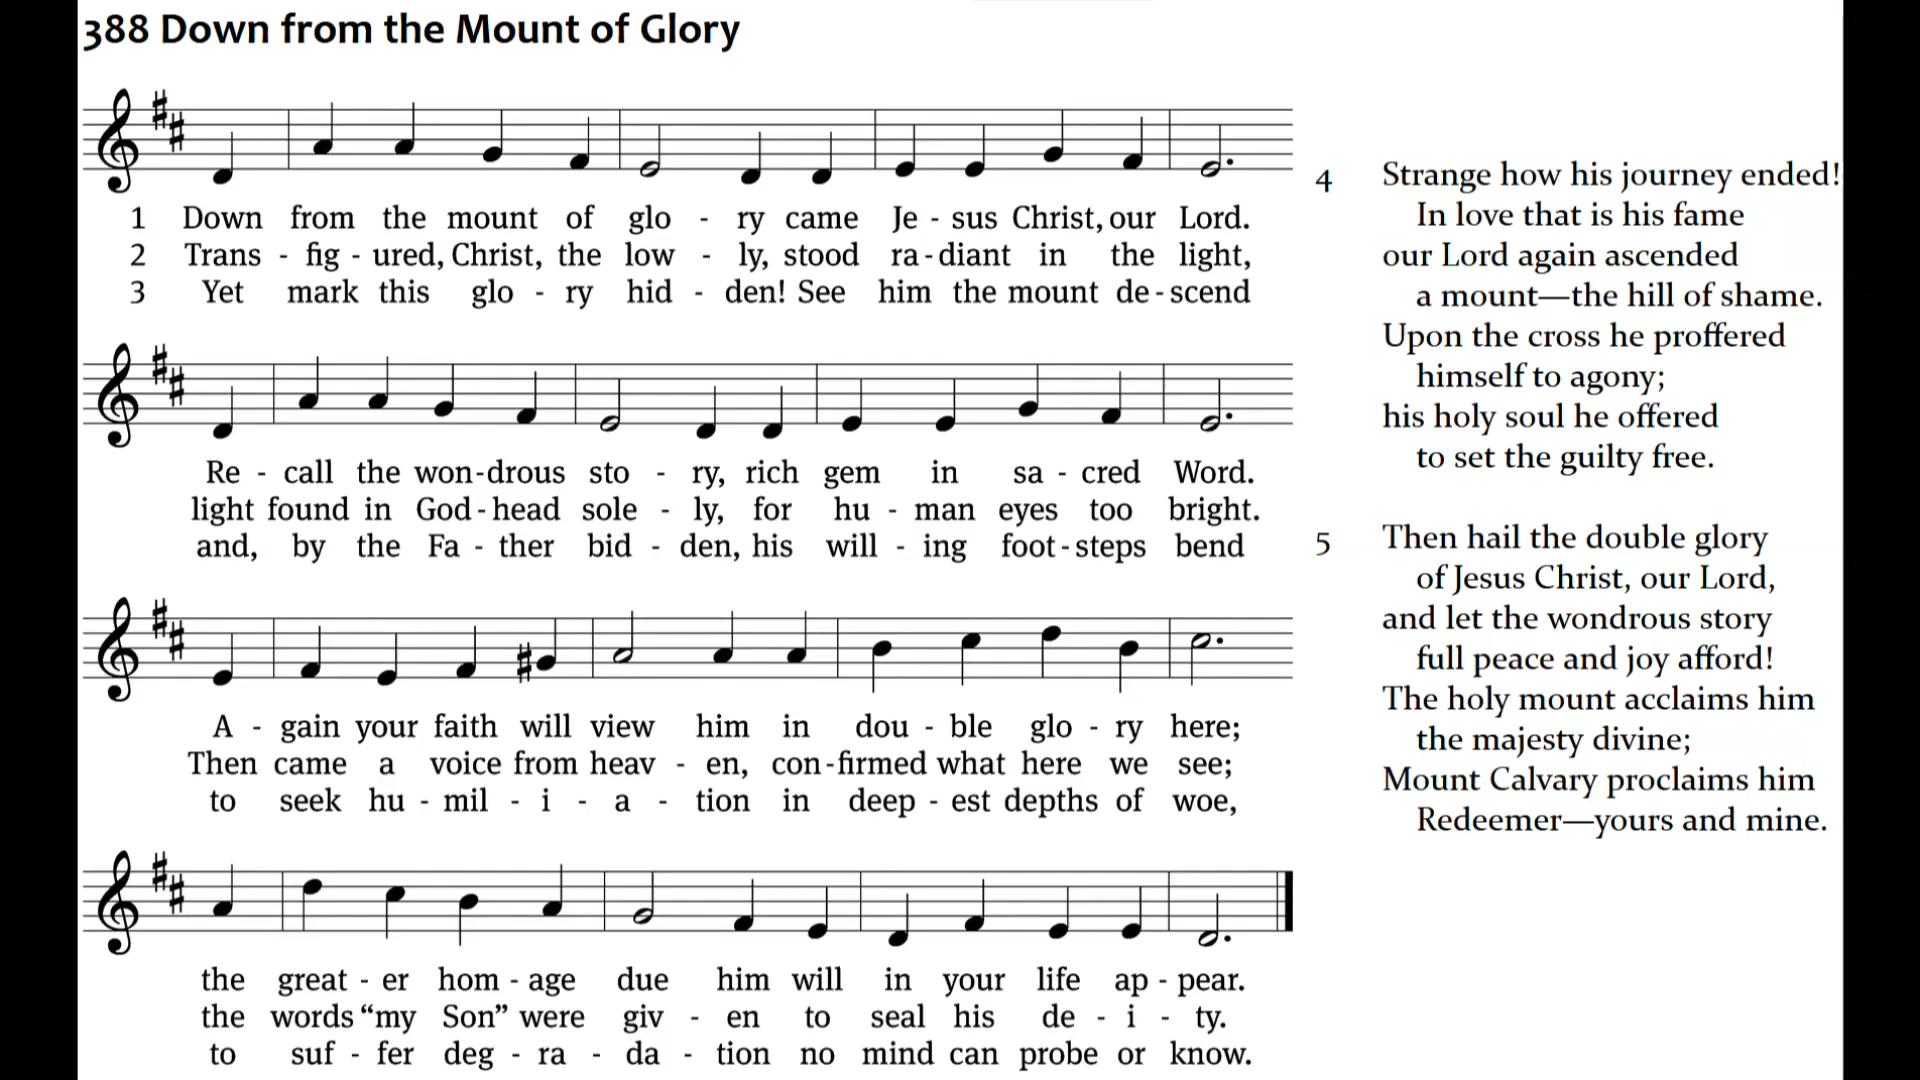 388 Down from the Mount of Glory
1 Down from the mount of glo - ry came Je - sus Christ, our Lord.
2 Trans - fig - ured, Christ, the low - ly, stood ra - diant in the light,
3 Yet mark this glo - ry hid - den! See him the mount de - scend
Re - call the won - drous sto - ry, rich gem in sa - cred Word.
light found in God - head sole - ly, for hu - man eyes too bright.
and, by the Fa - ther bid - den, his will - ing foot - steps bend
A - gain your faith will view him in dou - ble glo - ry here;
Then came a voice from heav - en, con - firmed what here we see;
to seek hu - mil - i - a - tion in deep - est depths of woe,
the great - er hom - age due him will in your life ap - pear.
the words “my Son” were giv - en to seal his de - i - ty.
to suf - fer deg - ra - da - tion no mind can probe or know.
4 Strange how his journey ended!
In love that is his fame
our Lord again ascended
a mount—the hill of shame.
Upon the cross he proffered
himself to agony;
his holy soul he offered
to set the guilty free.
5 Then hail the double glory
of Jesus Christ, our Lord,
and let the wondrous story
full peace and joy afford!
The holy mount acclaims him
the majesty divine;
Mount Calvary proclaims him
Redeemer—yours and mine.